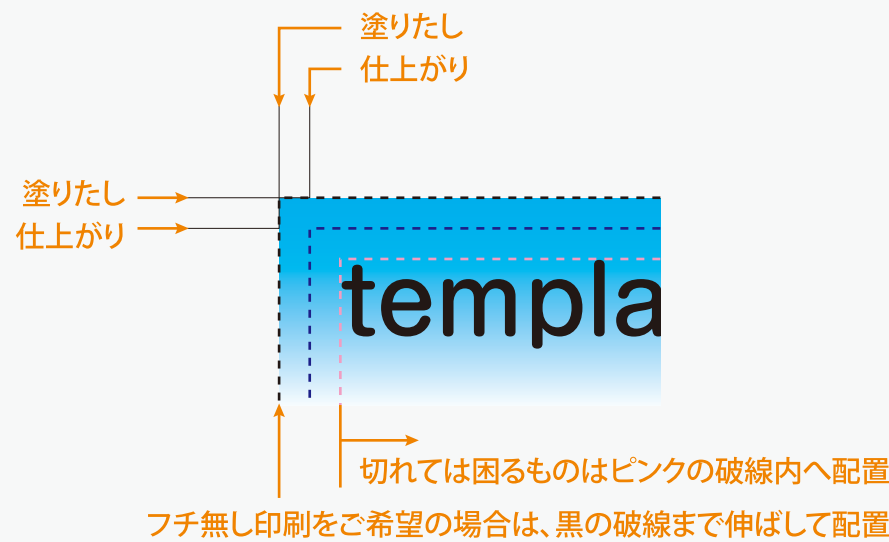 塗りたし
仕上がり
塗りたし
仕上がり
templa
切れては困るものはピンクの破線内へ配置
フチ無し印刷をご希望の場合は、黒の破線まで伸ばして配置